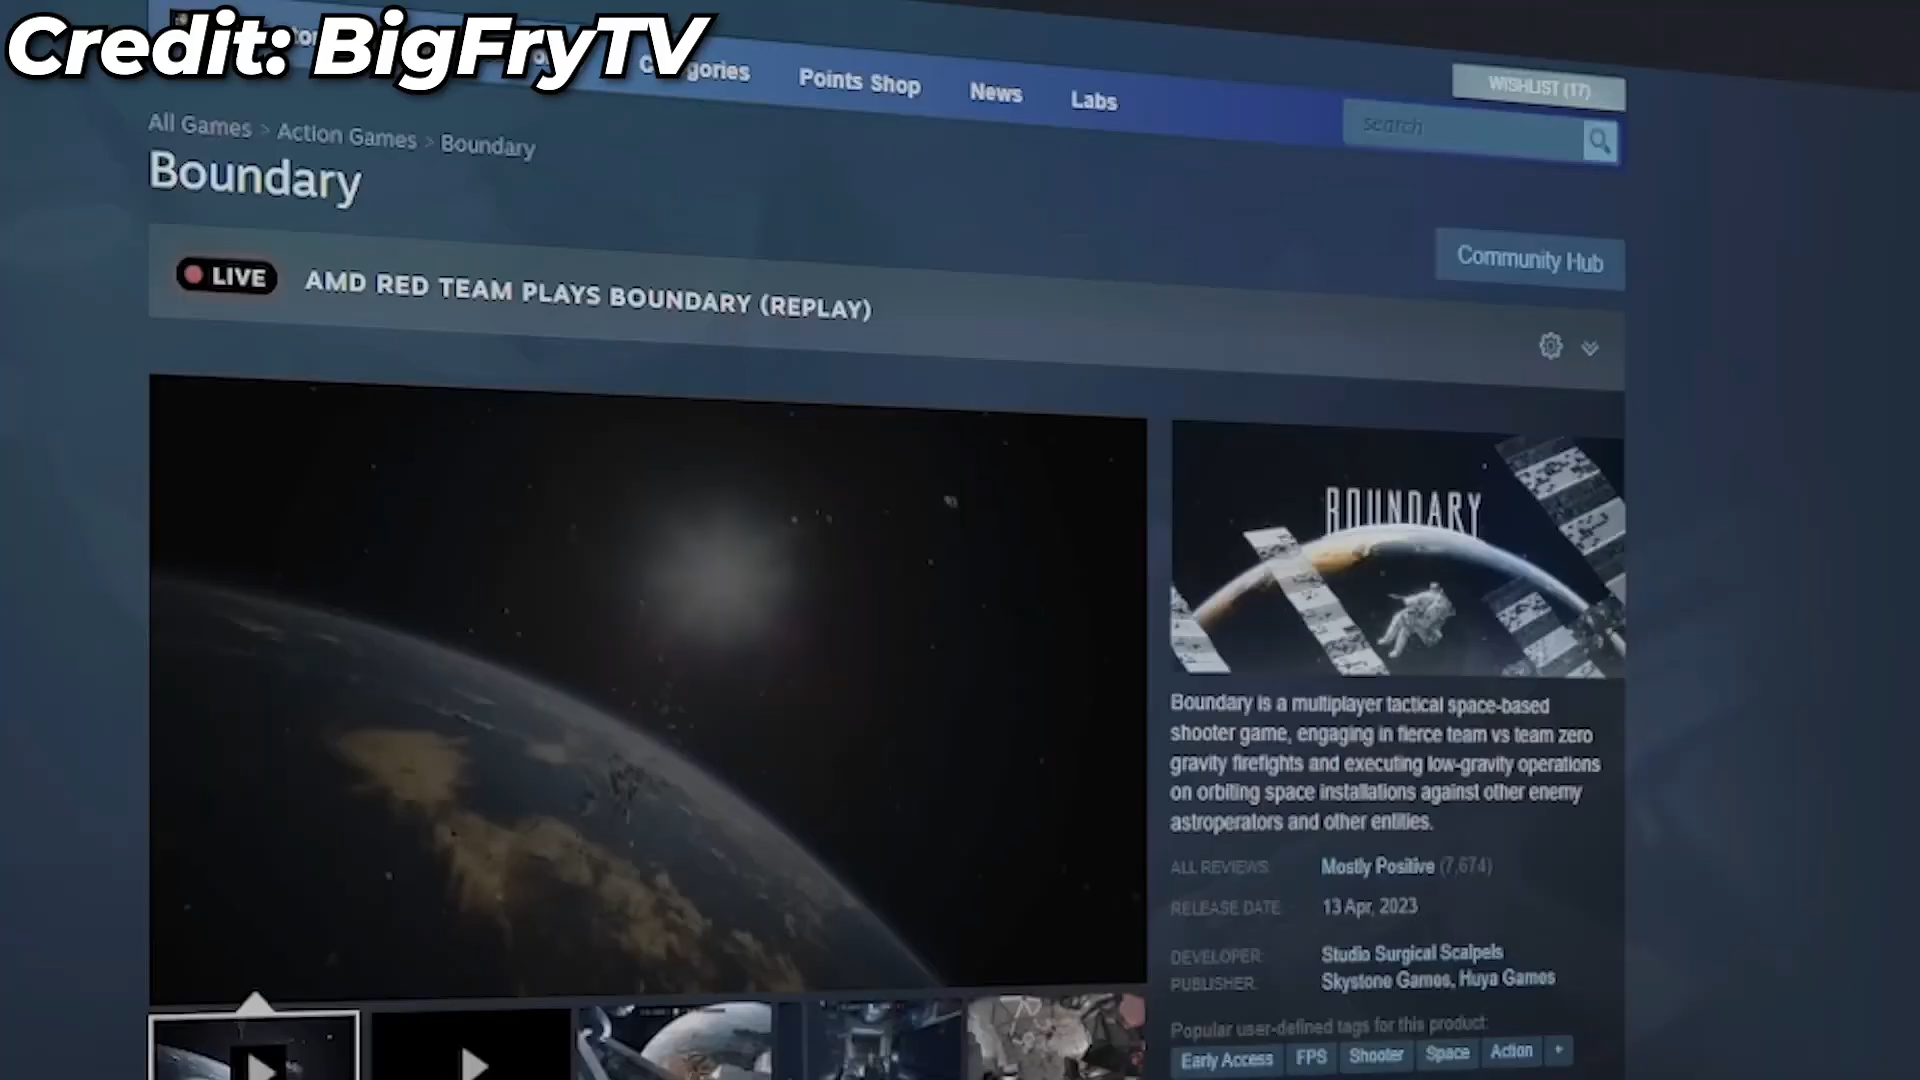 Credit: BigFryTV
Points Shop
News
Labs
WISHLIST (17)
search
All Games > Action Games > Boundary
Boundary
Community Hub
LIVE
AMD RED TEAM PLAYS BOUNDARY (REPLAY)
BOUNDARY
Boundary is a multiplayer tactical space-based
shooter game, engaging in fierce team vs team zero
gravity firefights and executing low-gravity operations
on orbiting space installations against other enemy
astroperators and other entities.
ALL REVIEWS: Mostly Positive (7,674)
RELEASE DATE: 13 Apr, 2023
DEVELOPER: Studio Surgical Scalpels
PUBLISHER: Skystone Games, Huya Games
Popular user-defined tags for this product:
Early Access FPS Shooter Space Action +